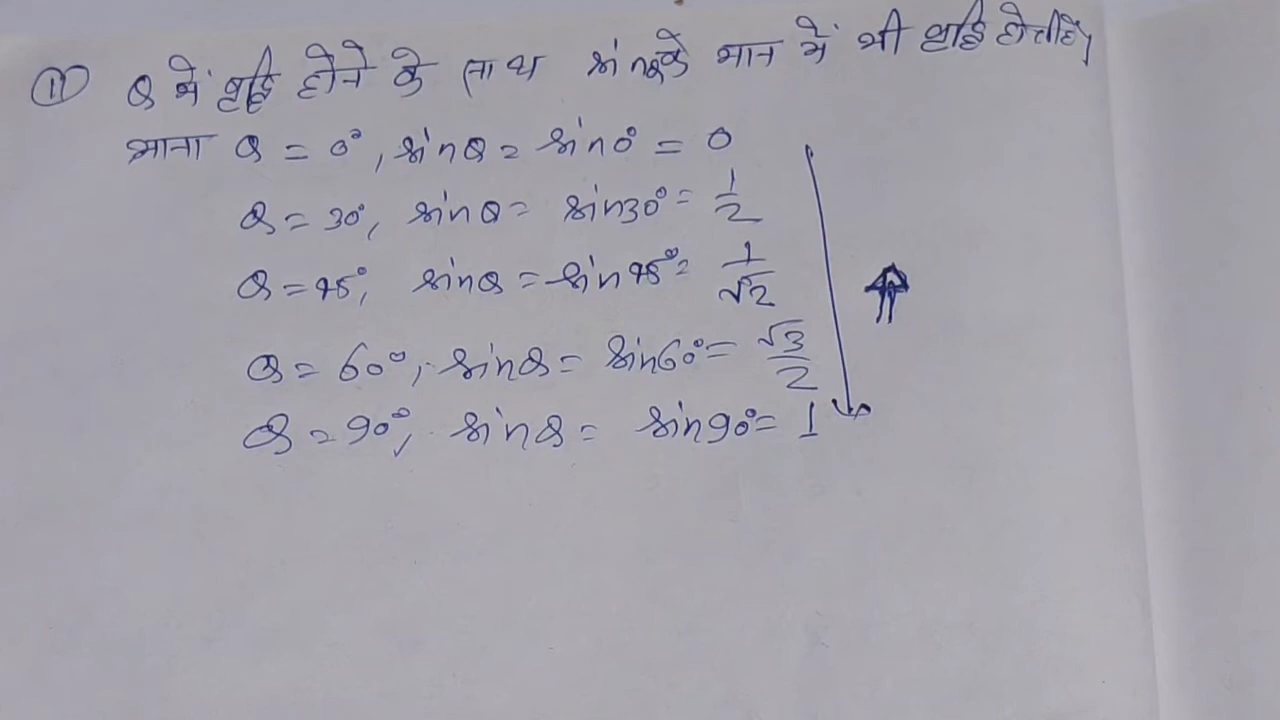 (ii) θ में वृद्धि होने के साथ sinθ के मान में भी वृद्धि होती है।
माना θ = 0°, sinθ = sin0° = 0
θ = 30°, sinθ = sin30° = 1/2
θ = 45°, sinθ = sin45° = 1/√2
θ = 60°, sinθ = sin60° = √3/2
θ = 90°, sinθ = sin90° = 1